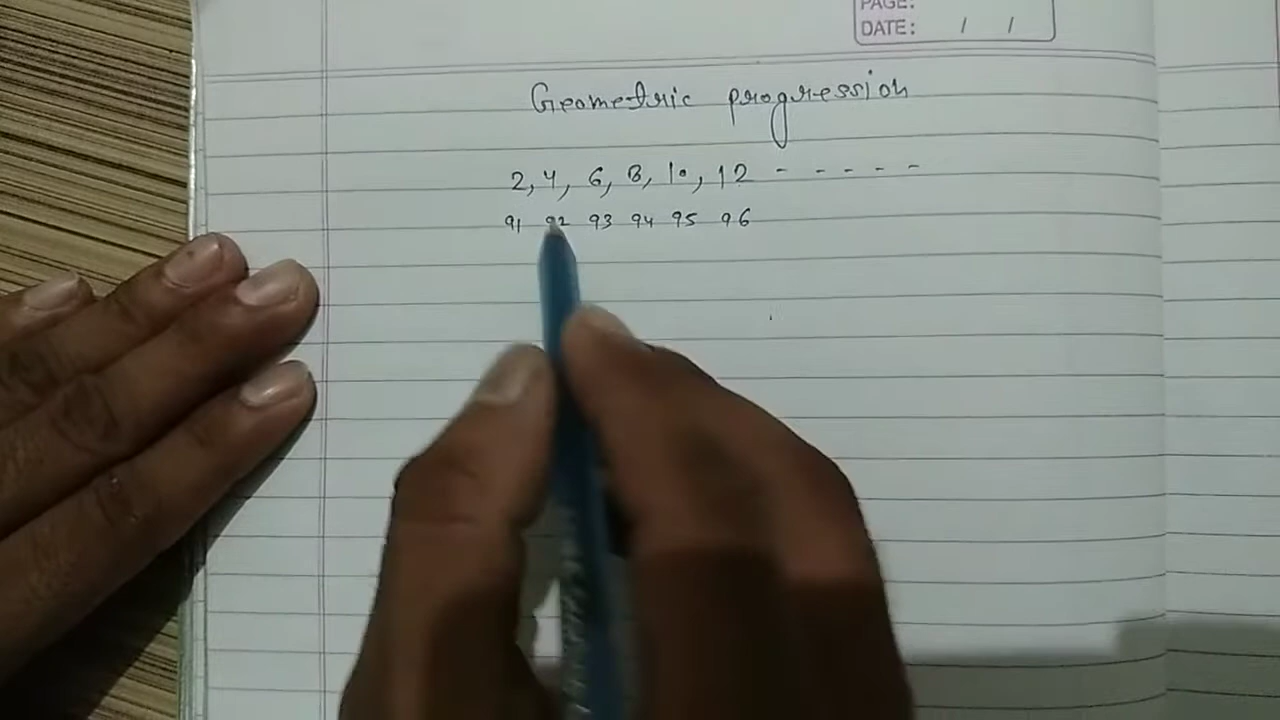 PAGE:
DATE: / /
Geometric progression
2, 4, 6, 8, 10, 12 - - - - -
a1 a2 a3 a4 a5 a6